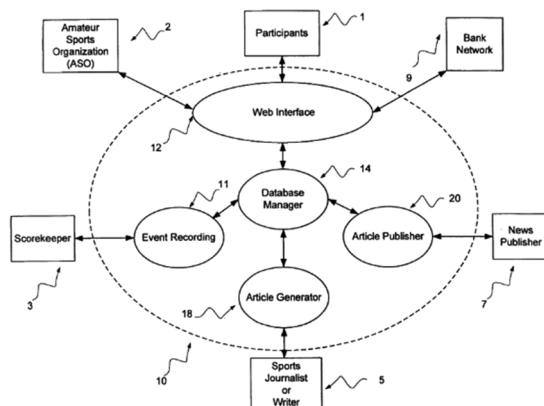 Amateur
Sports
Organization
(ASO)
2
Participants
1
Bank
Network
9
Web Interface
12
14
11
Database
Manager
20
Scorekeeper
Event Recording
Article Publisher
News
Publisher
3
Article Generator
7
18
10
Sports
Journalist
or
Writer
5